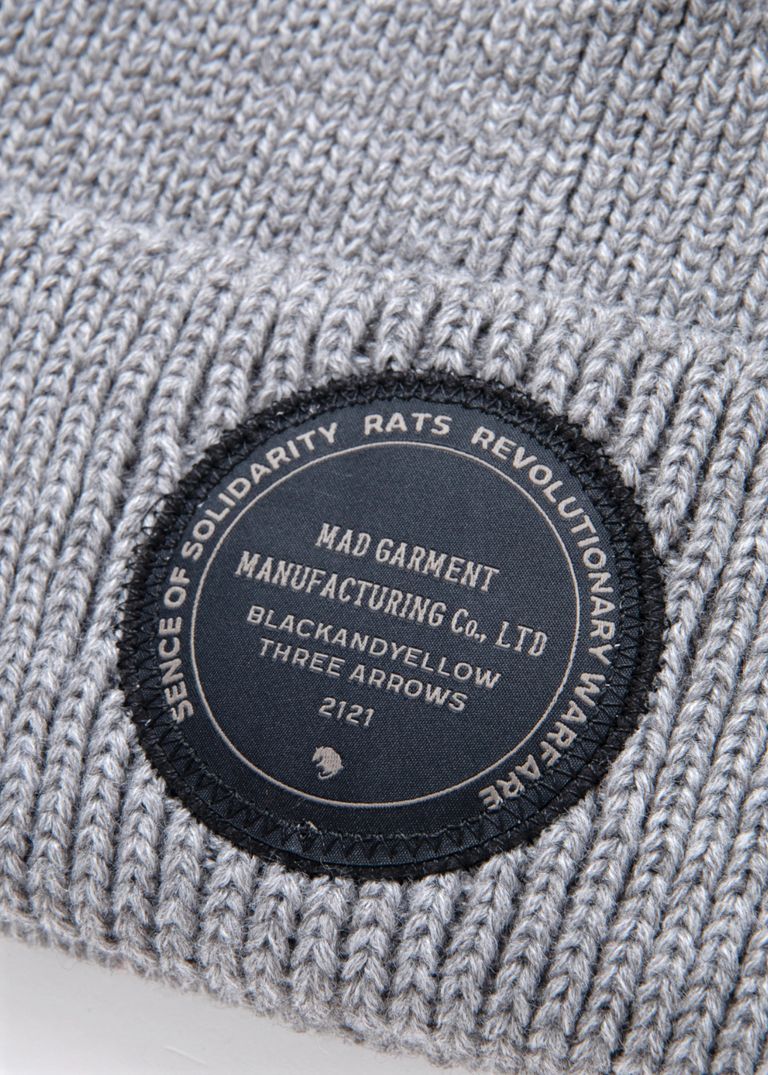 SENCE OF SOLIDARITY RATS REVOLUTIONARY WARFARE
MAD GARMENT
MANUFACTURING Co., LTD
BLACKANDYELLOW
THREE ARROWS
2121